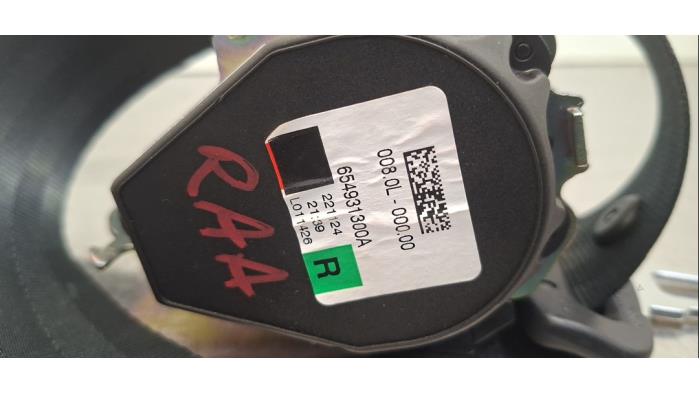 RAA
008.0L - 000.00
654931300A
221124
21:39
L011426
R